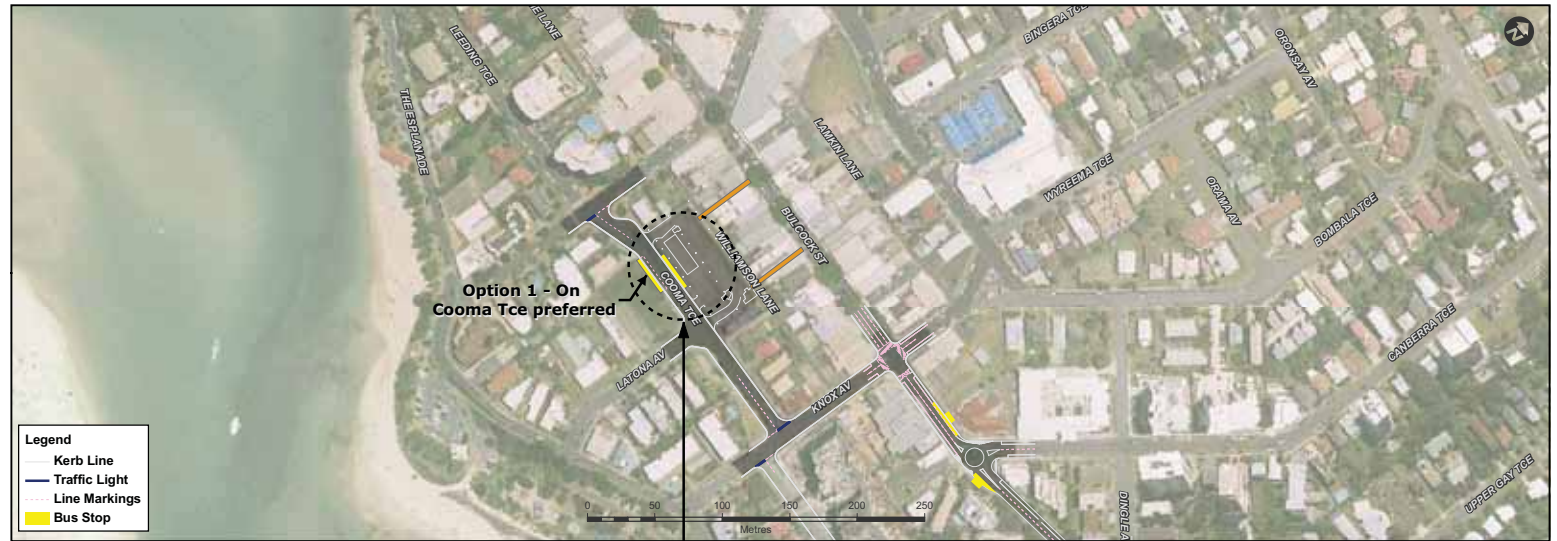 E LANE
LEEDING TCE
THE ESPLANADE
BINGERA TCE
ORONSAY AV
LAMKIN LANE
WYREEMA TCE
ORAMA AV
BOMBALA TCE
BULCOCK ST
WILLIAMSON LANE
COOMA TCE
Option 1 - On
Cooma Tce preferred
LATONA AV
KNOX AV
CANBERRA TCE
UPPER GAY TCE
DINGLE A
Legend
Kerb Line
Traffic Light
Line Markings
Bus Stop
0 50 100 150 200 250
Metres
N